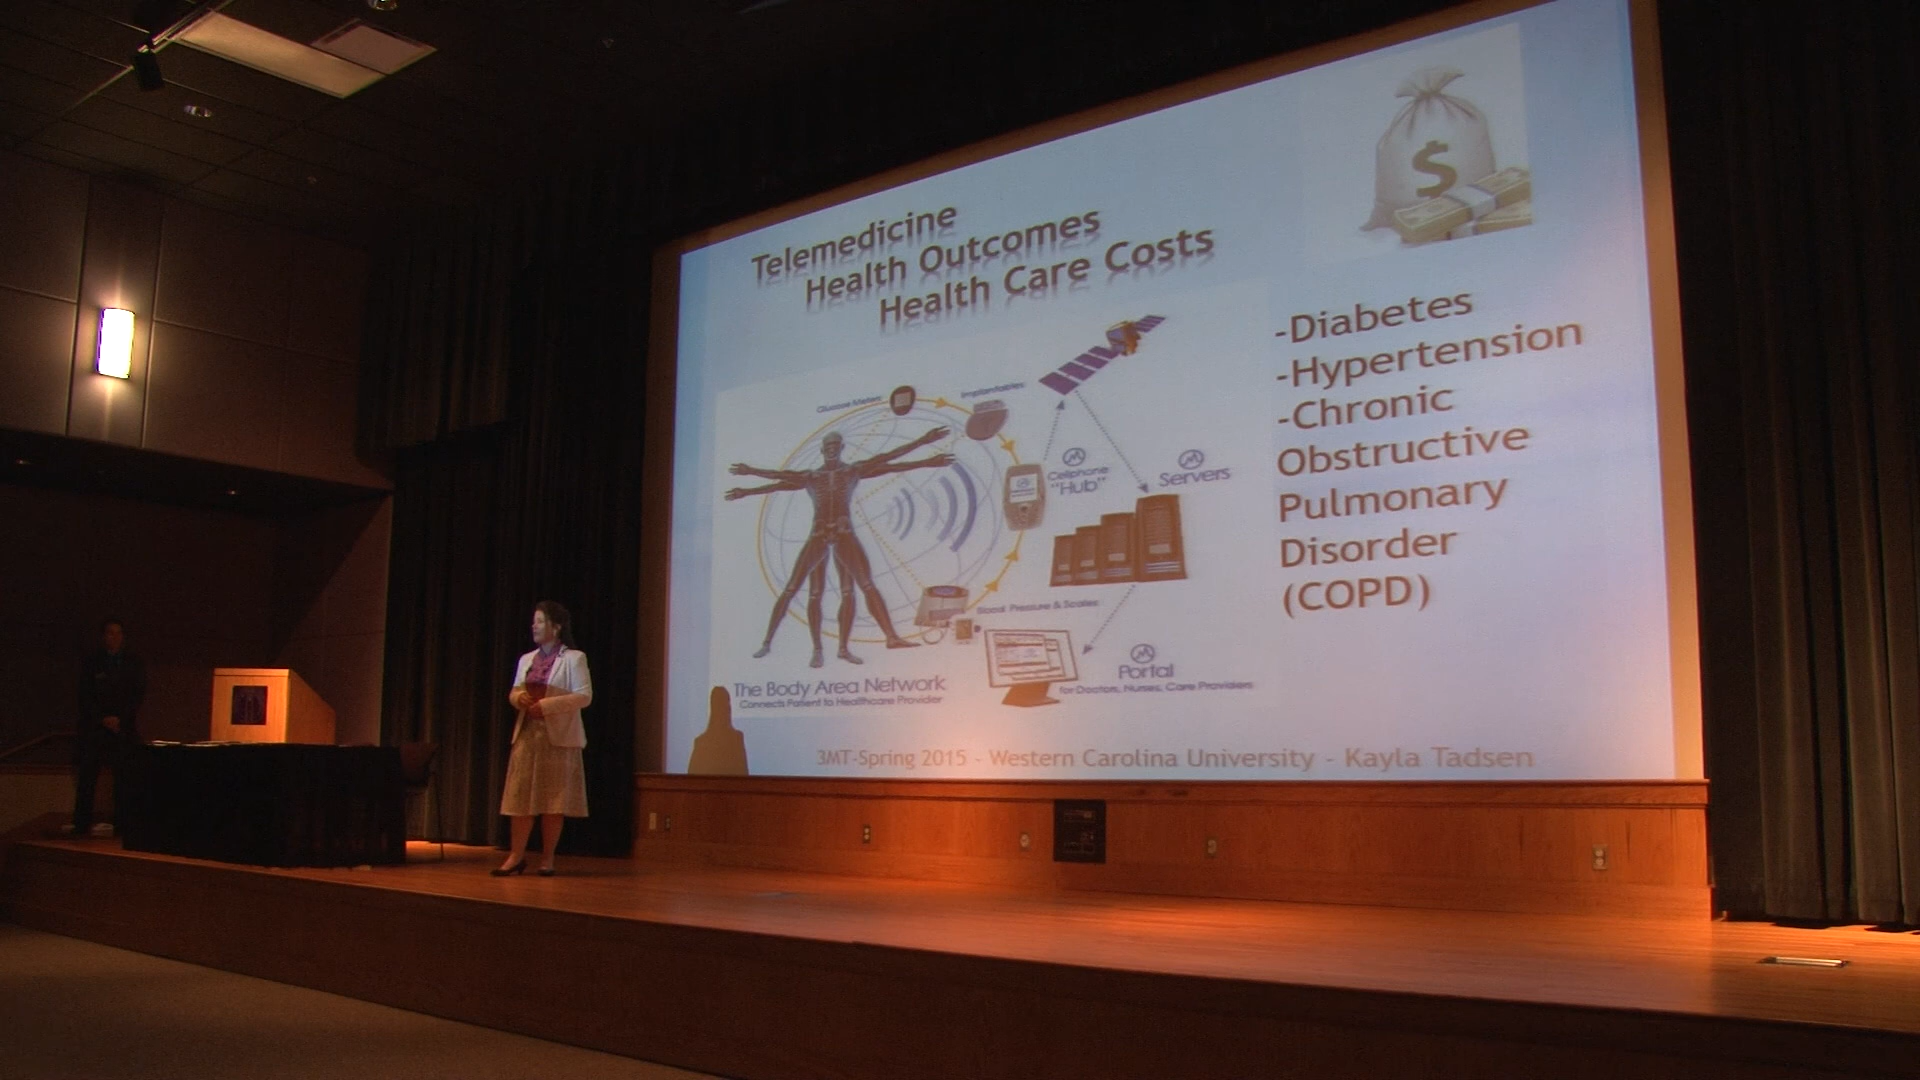 Telemedicine
Health Outcomes
Health Care Costs
$
-Diabetes
-Hypertension
-Chronic
Obstructive
Pulmonary
Disorder
(COPD)
Glucose Meters
Implantables
Cellphone
"Hub"
Servers
Blood Pressure & Scales
Portal
for Doctors, Nurses, Care Providers
The Body Area Network
Connects Patient to Healthcare Provider
3MT-Spring 2015 - Western Carolina University - Kayla Tadsen